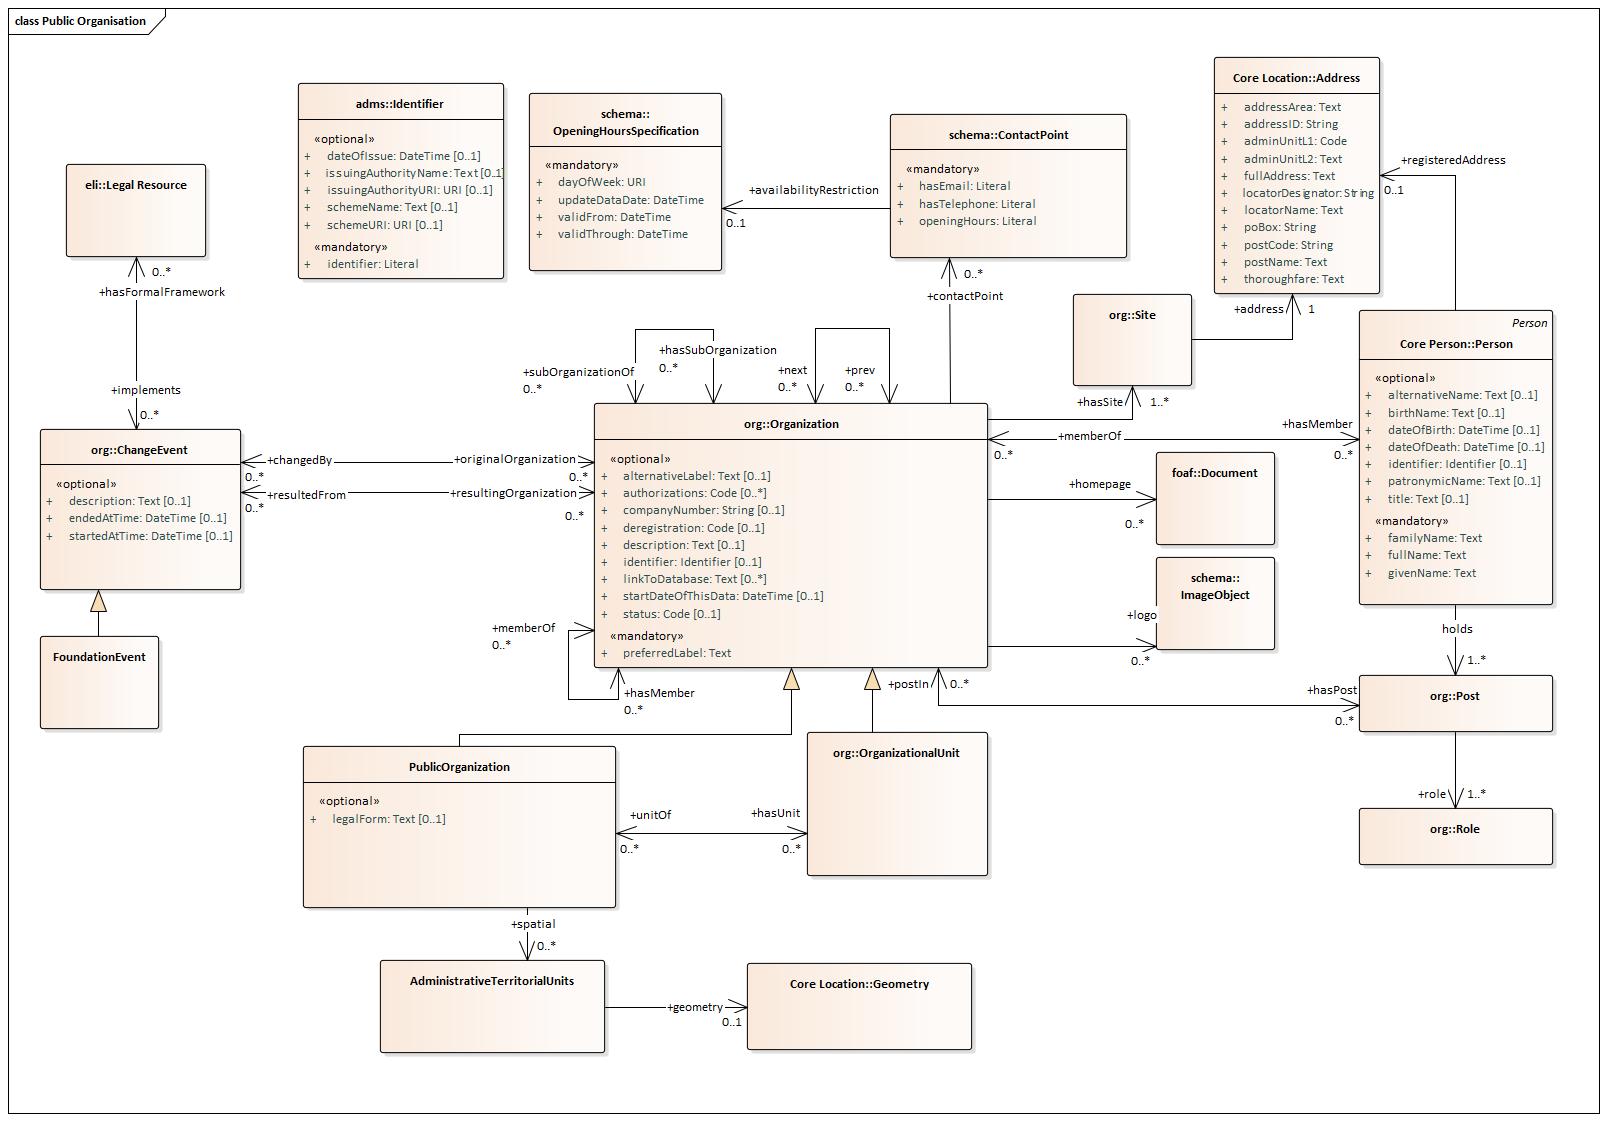 class Public Organisation
adms::Identifier
«optional»
+ dateOfIssue: DateTime [0..1]
+ issuingAuthorityName: Text [0..1]
+ issuingAuthorityURI: URI [0..1]
+ schemeName: Text [0..1]
+ schemeURI: URI [0..1]
«mandatory»
+ identifier: Literal
schema::
OpeningHoursSpecification
«mandatory»
+ dayOfWeek: URI
+ updateDataDate: DateTime
+ validFrom: DateTime
+ validThrough: DateTime
+availabilityRestriction
0..1
schema::ContactPoint
«mandatory»
+ hasEmail: Literal
+ hasTelephone: Literal
+ openingHours: Literal
0..*
+contactPoint
Core Location::Address
+ addressArea: Text
+ addressID: String
+ adminUnitL1: Code
+ adminUnitL2: Text
+ fullAddress: Text
+ locatorDesignator: String
+ locatorName: Text
+ poBox: String
+ postCode: String
+ postName: Text
+ thoroughfare: Text
+registeredAddress
0..1
+address
1
org::Site
+hasSite
1..*
eli::Legal Resource
0..*
+hasFormalFramework
+implements
0..*
org::ChangeEvent
«optional»
+ description: Text [0..1]
+ endedAtTime: DateTime [0..1]
+ startedAtTime: DateTime [0..1]
+changedBy
0..*
+originalOrganization
0..*
+resultedFrom
0..*
+resultingOrganization
0..*
FoundationEvent
+subOrganizationOf
0..*
+hasSubOrganization
0..*
+next
0..*
+prev
0..*
org::Organization
«optional»
+ alternativeLabel: Text [0..1]
+ authorizations: Code [0..*]
+ companyNumber: String [0..1]
+ deregistration: Code [0..1]
+ description: Text [0..1]
+ identifier: Identifier [0..1]
+ linkToDatabase: Text [0..*]
+ startDateOfThisData: DateTime [0..1]
+ status: Code [0..1]
«mandatory»
+ preferredLabel: Text
+memberOf
0..*
+hasMember
0..*
+memberOf
0..*
+hasMember
0..*
Person
Core Person::Person
«optional»
+ alternativeName: Text [0..1]
+ birthName: Text [0..1]
+ dateOfBirth: DateTime [0..1]
+ dateOfDeath: DateTime [0..1]
+ identifier: Identifier [0..1]
+ patronymicName: Text [0..1]
+ title: Text [0..1]
«mandatory»
+ familyName: Text
+ fullName: Text
+ givenName: Text
+homepage
0..*
foaf::Document
+logo
0..*
schema::
ImageObject
holds
1..*
+postIn
0..*
+hasPost
0..*
org::Post
+role
1..*
org::Role
PublicOrganization
«optional»
+ legalForm: Text [0..1]
+unitOf
0..*
+hasUnit
0..*
org::OrganizationalUnit
+spatial
0..*
AdministrativeTerritorialUnits
+geometry
0..1
Core Location::Geometry